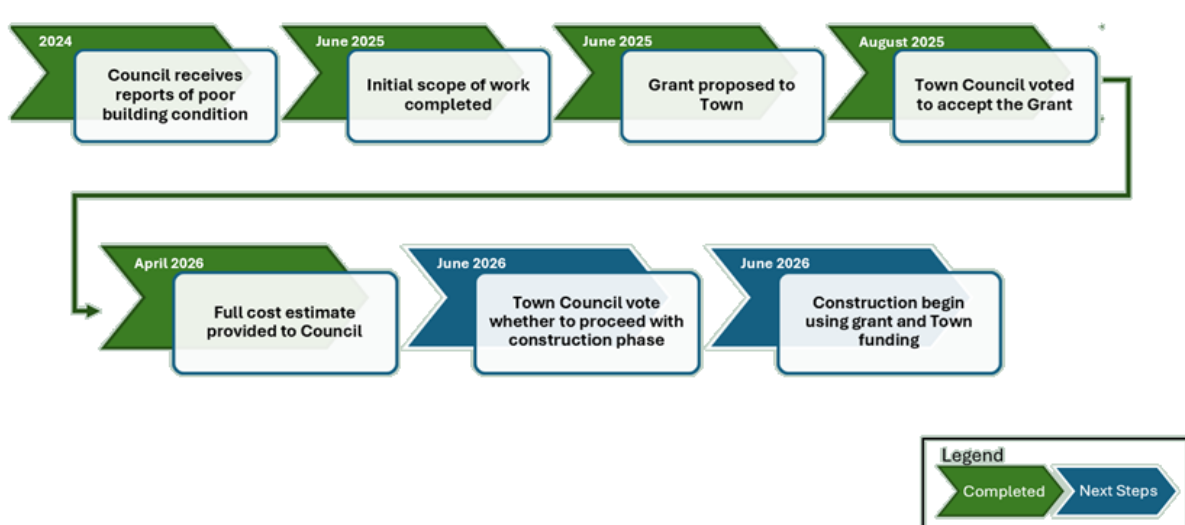 2024
Council receives
reports of poor
building condition
June 2025
Initial scope of work
completed
June 2025
Grant proposed to
Town
August 2025
Town Council voted
to accept the Grant
April 2026
Full cost estimate
provided to Council
June 2026
Town Council vote
whether to proceed with
construction phase
June 2026
Construction begin
using grant and Town
funding
Legend
Completed
Next Steps